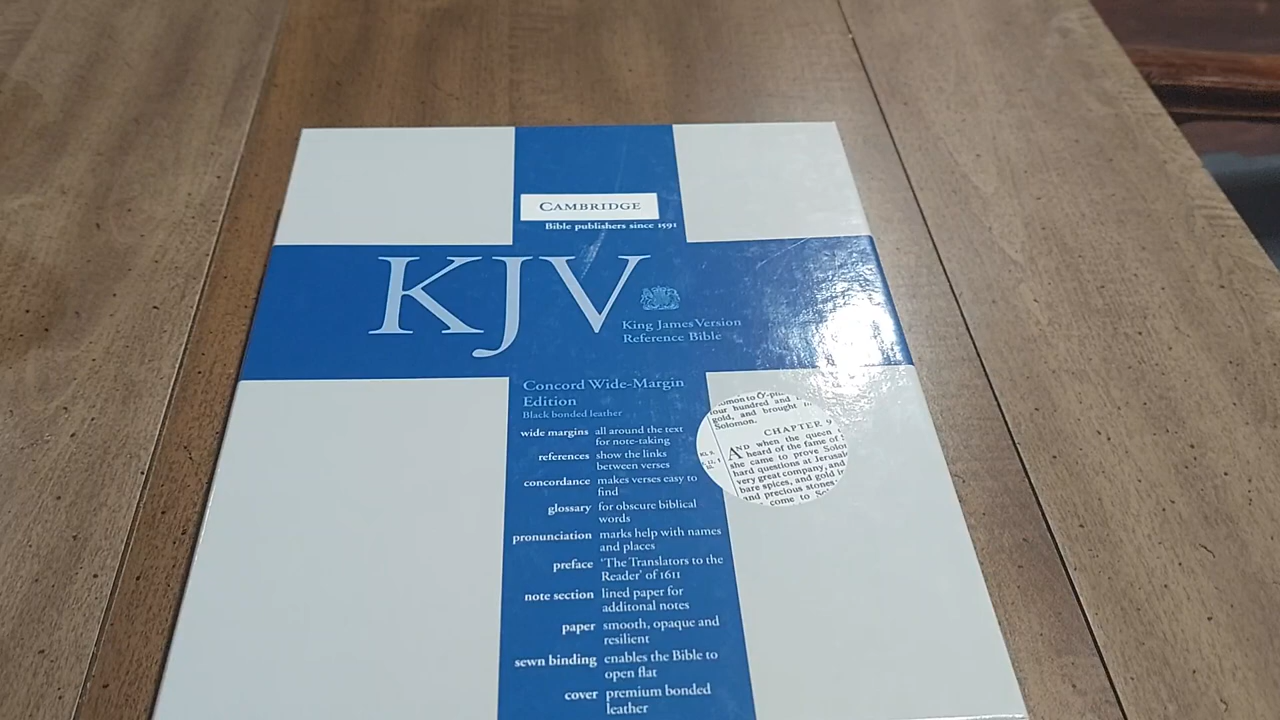 CAMBRIDGE
Bible publishers since 1591
KJV
King James Version
Reference Bible
Concord Wide-Margin
Edition
Black bonded leather
wide margins all around the text
for note-taking
references show the links
between verses
concordance makes verses easy to
find
glossary for obscure biblical
words
pronunciation marks help with names
and places
preface 'The Translators to the
Reader' of 1611
note section lined paper for
additonal notes
paper smooth, opaque and
resilient
sewn binding enables the Bible to
open flat
cover premium bonded
leather
four hundred and
gold, and brought
Solomon.
CHAPTER 9
AND when the queen
heard of the fame of
she came to prove
hard questions at
very great company, and
bare spices, and gold
and precious stones
come to